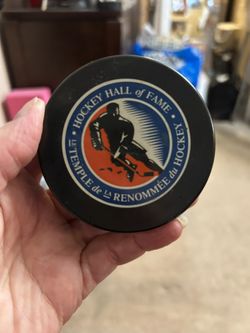 HOCKEY HALL of FAME
LE TEMPLE de LA RENOMMÉE du HOCKEY